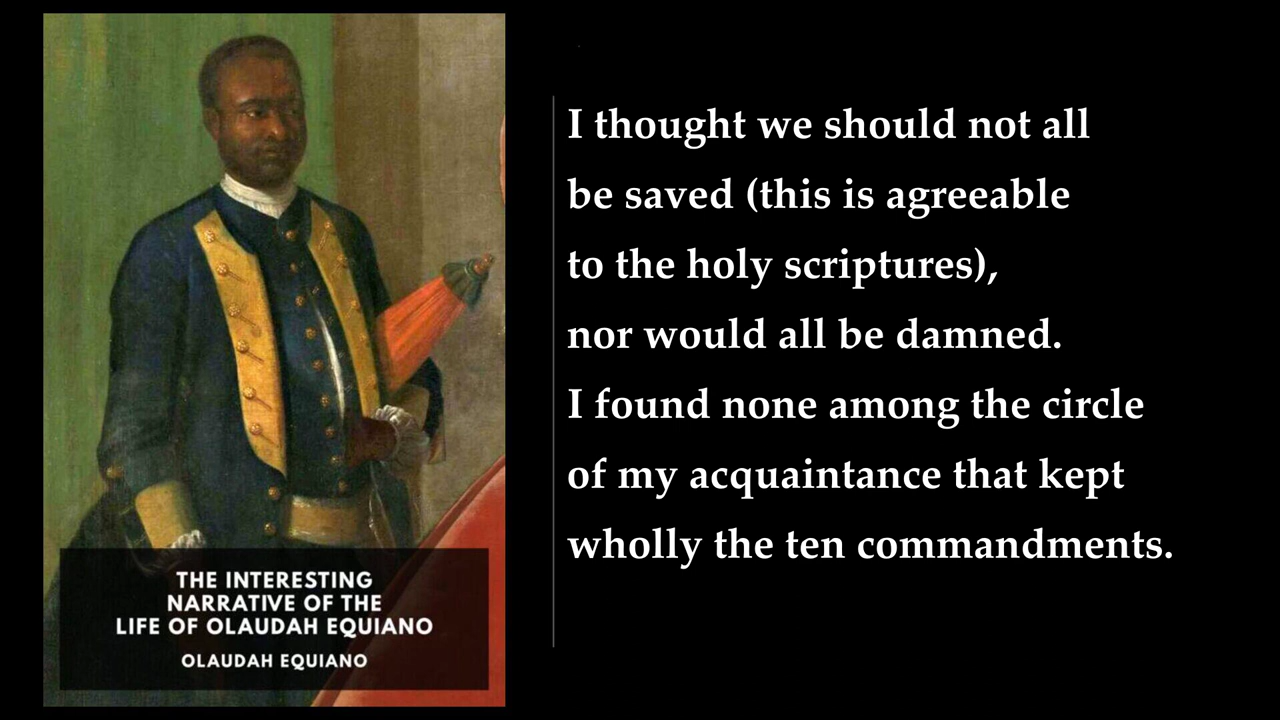 THE INTERESTING
NARRATIVE OF THE
LIFE OF OLAUDAH EQUIANO
OLAUDAH EQUIANO
I thought we should not all
be saved (this is agreeable
to the holy scriptures),
nor would all be damned.
I found none among the circle
of my acquaintance that kept
wholly the ten commandments.